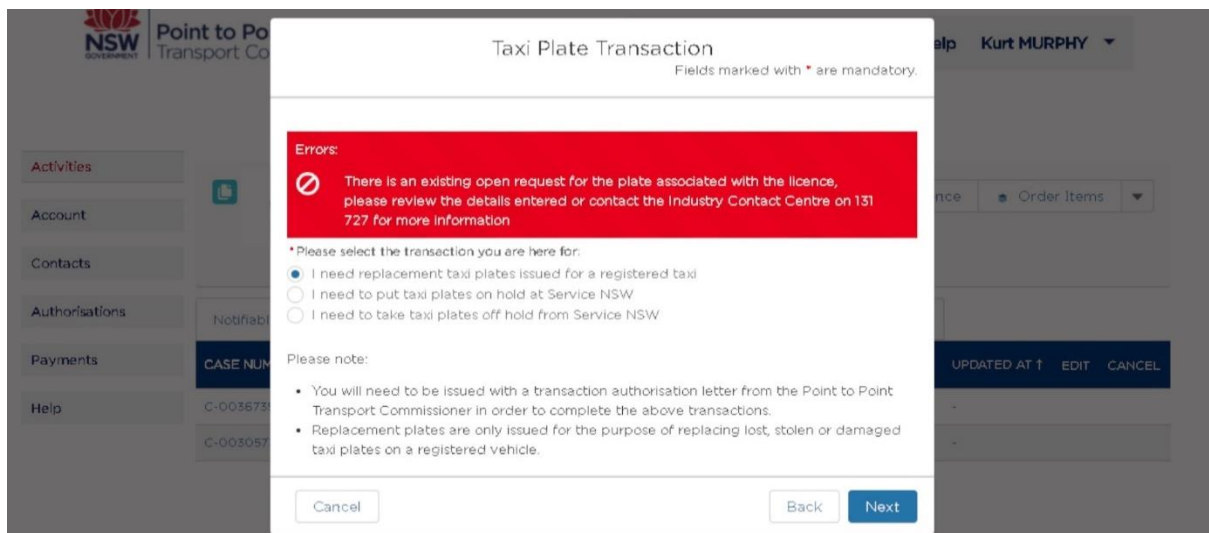 NSW
GOVERNMENT
Point to Po
Transport Co
elp Kurt MURPHY
Taxi Plate Transaction
Fields marked with * are mandatory.
Activities
Account
Contacts
Authorisations
Payments
Help
Errors:
There is an existing open request for the plate associated with the licence,
please review the details entered or contact the Industry Contact Centre on 131
727 for more information
nce Order Items
*Please select the transaction you are here for:
I need replacement taxi plates issued for a registered taxi
I need to put taxi plates on hold at Service NSW
I need to take taxi plates off hold from Service NSW
Notifiabl
CASE NUM
UPDATED AT ↑ EDIT CANCEL
C-003673
-
C-003057
-
Please note:
• You will need to be issued with a transaction authorisation letter from the Point to Point
Transport Commissioner in order to complete the above transactions.
• Replacement plates are only issued for the purpose of replacing lost, stolen or damaged
taxi plates on a registered vehicle.
Cancel Back Next